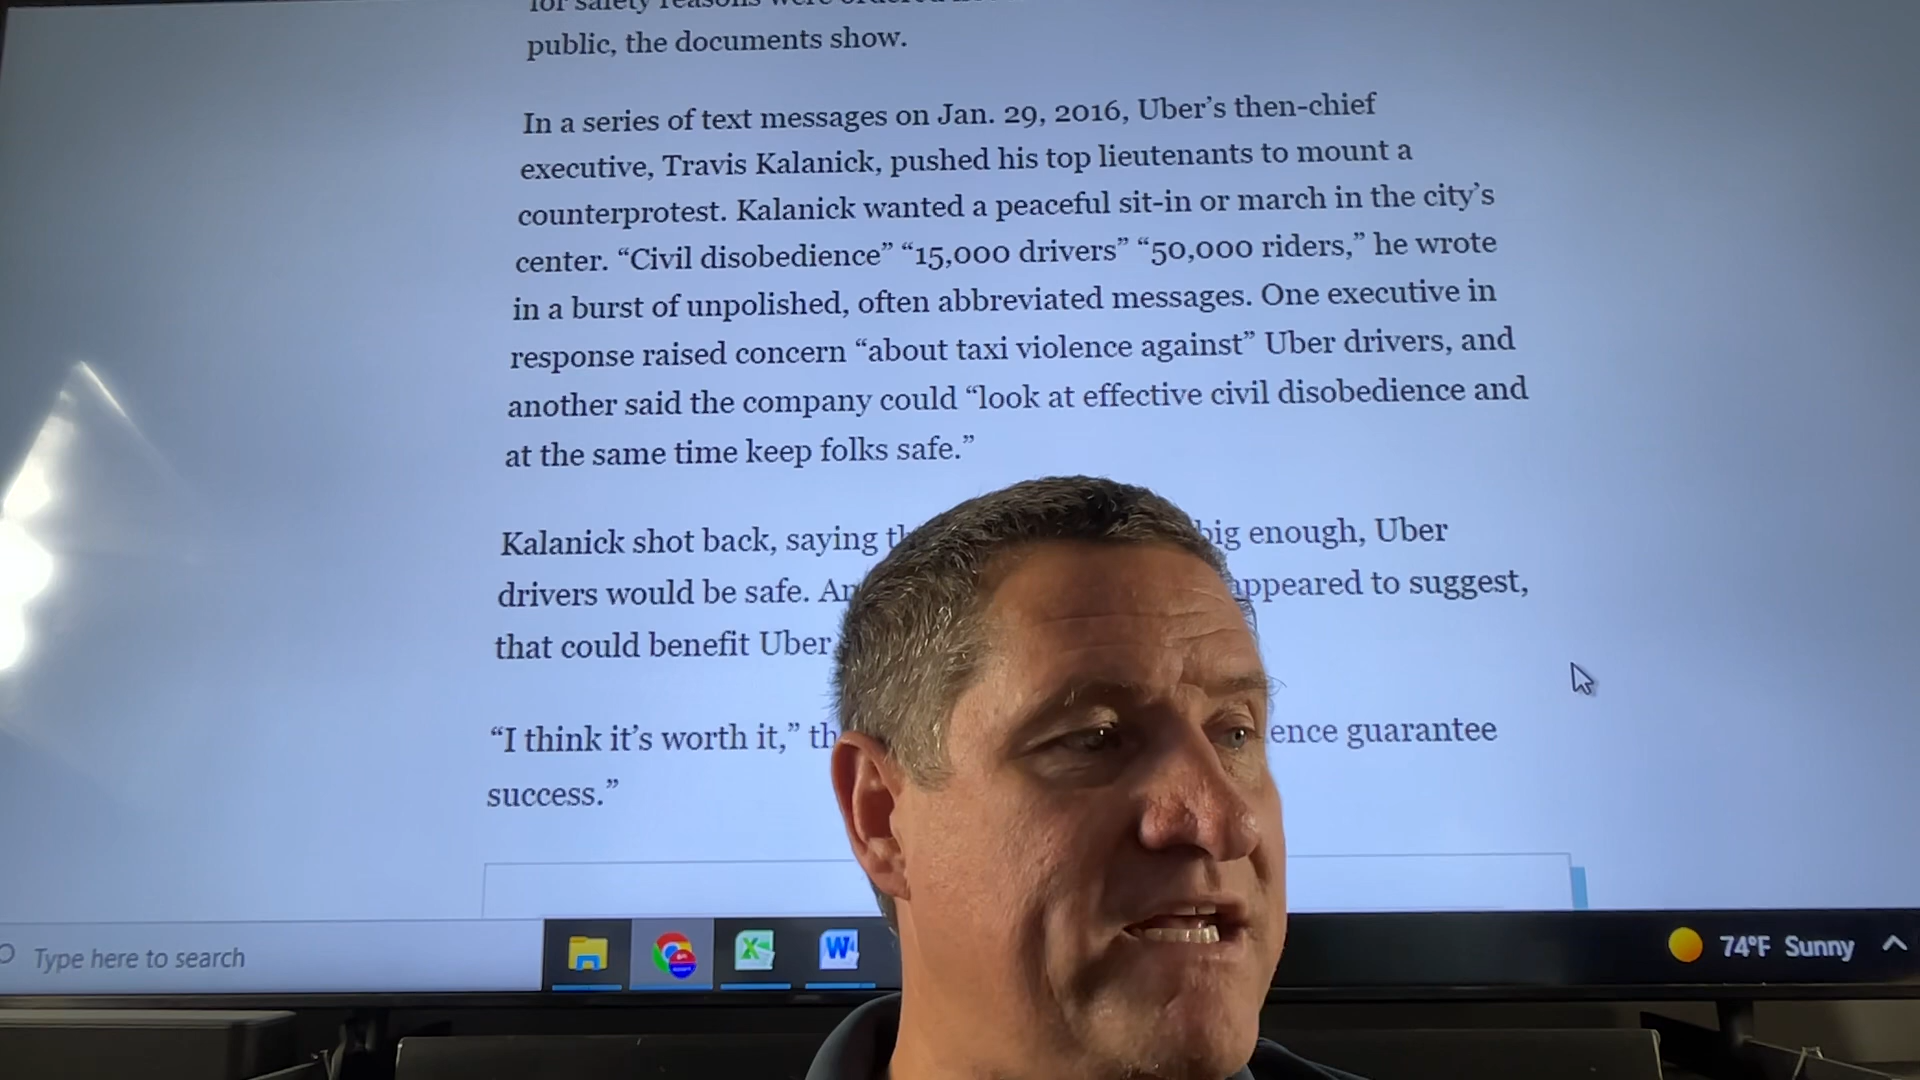 for safety reasons were
public, the documents show.
In a series of text messages on Jan. 29, 2016, Uber’s then-chief
executive, Travis Kalanick, pushed his top lieutenants to mount a
counterprotest. Kalanick wanted a peaceful sit-in or march in the city’s
center. “Civil disobedience” “15,000 drivers” “50,000 riders,” he wrote
in a burst of unpolished, often abbreviated messages. One executive in
response raised concern “about taxi violence against” Uber drivers, and
another said the company could “look at effective civil disobedience and
at the same time keep folks safe.”
Kalanick shot back, saying big enough, Uber
drivers would be safe. appeared to suggest,
that could benefit Uber
“I think it’s worth it,” guarantee
success.”
Type here to search
74°F Sunny